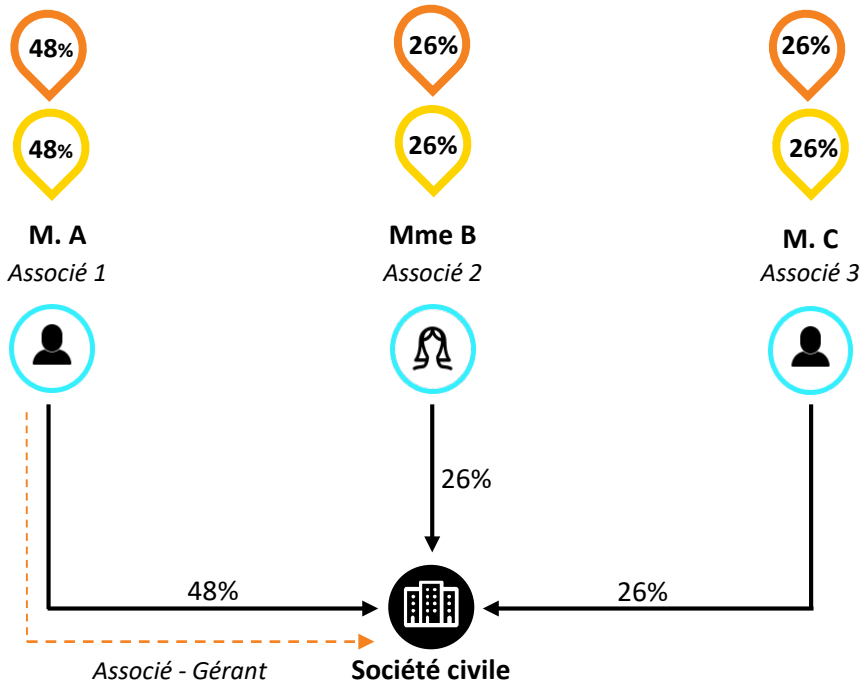 48%
26%
26%
48%
26%
26%
M. A
Mme B
M. C
Associé 1
Associé 2
Associé 3
26%
48%
26%
Associé - Gérant
Société civile